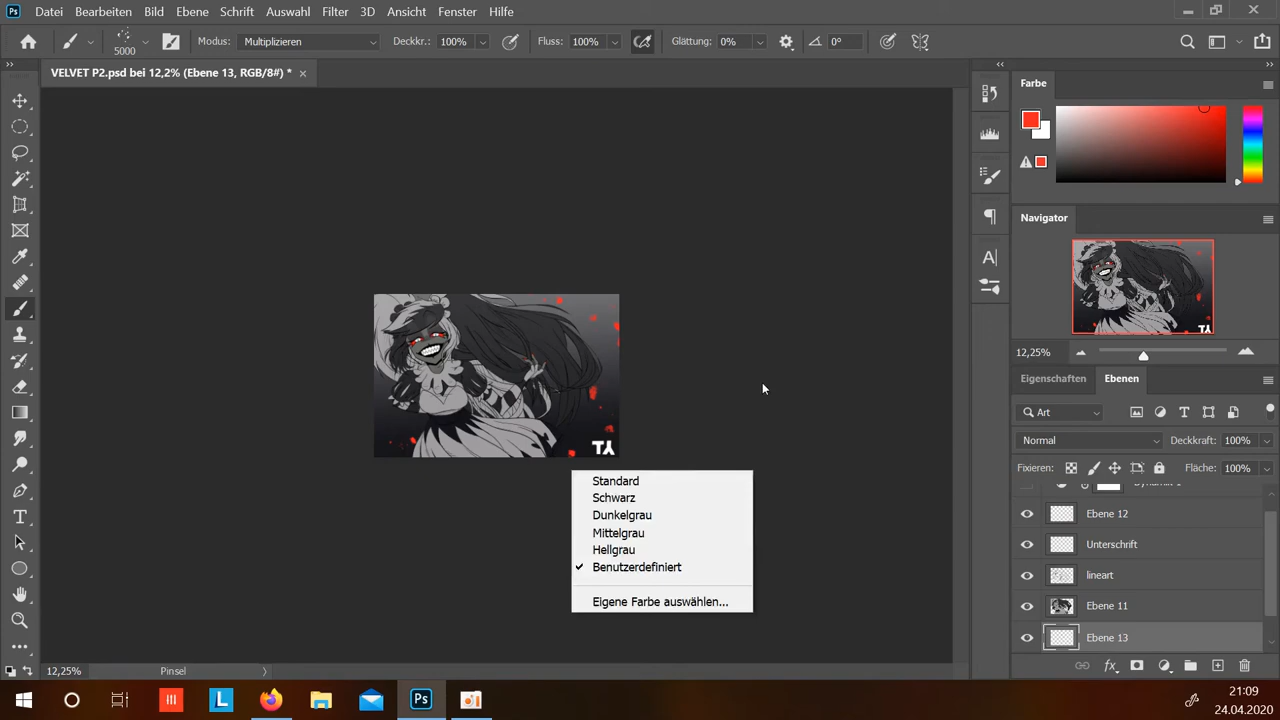 Ps Datei Bearbeiten Bild Ebene Schrift Auswahl Filter 3D Ansicht Fenster Hilfe
5000 Modus: Multiplizieren Deckkr.: 100% Fluss: 100% Glättung: 0% 0°
VELVET P2.psd bei 12,2% (Ebene 13, RGB/8#) *
Farbe
Navigator
12,25%
Eigenschaften Ebenen
Art
Normal Deckkraft: 100%
Fixieren: Fläche: 100%
Ebene 12
Unterschrift
lineart
Ebene 11
Ebene 13
Standard
Schwarz
Dunkelgrau
Mittelgrau
Hellgrau
Benutzerdefiniert
Eigene Farbe auswählen...
12,25% Pinsel
L Ps
21:09
24.04.2020